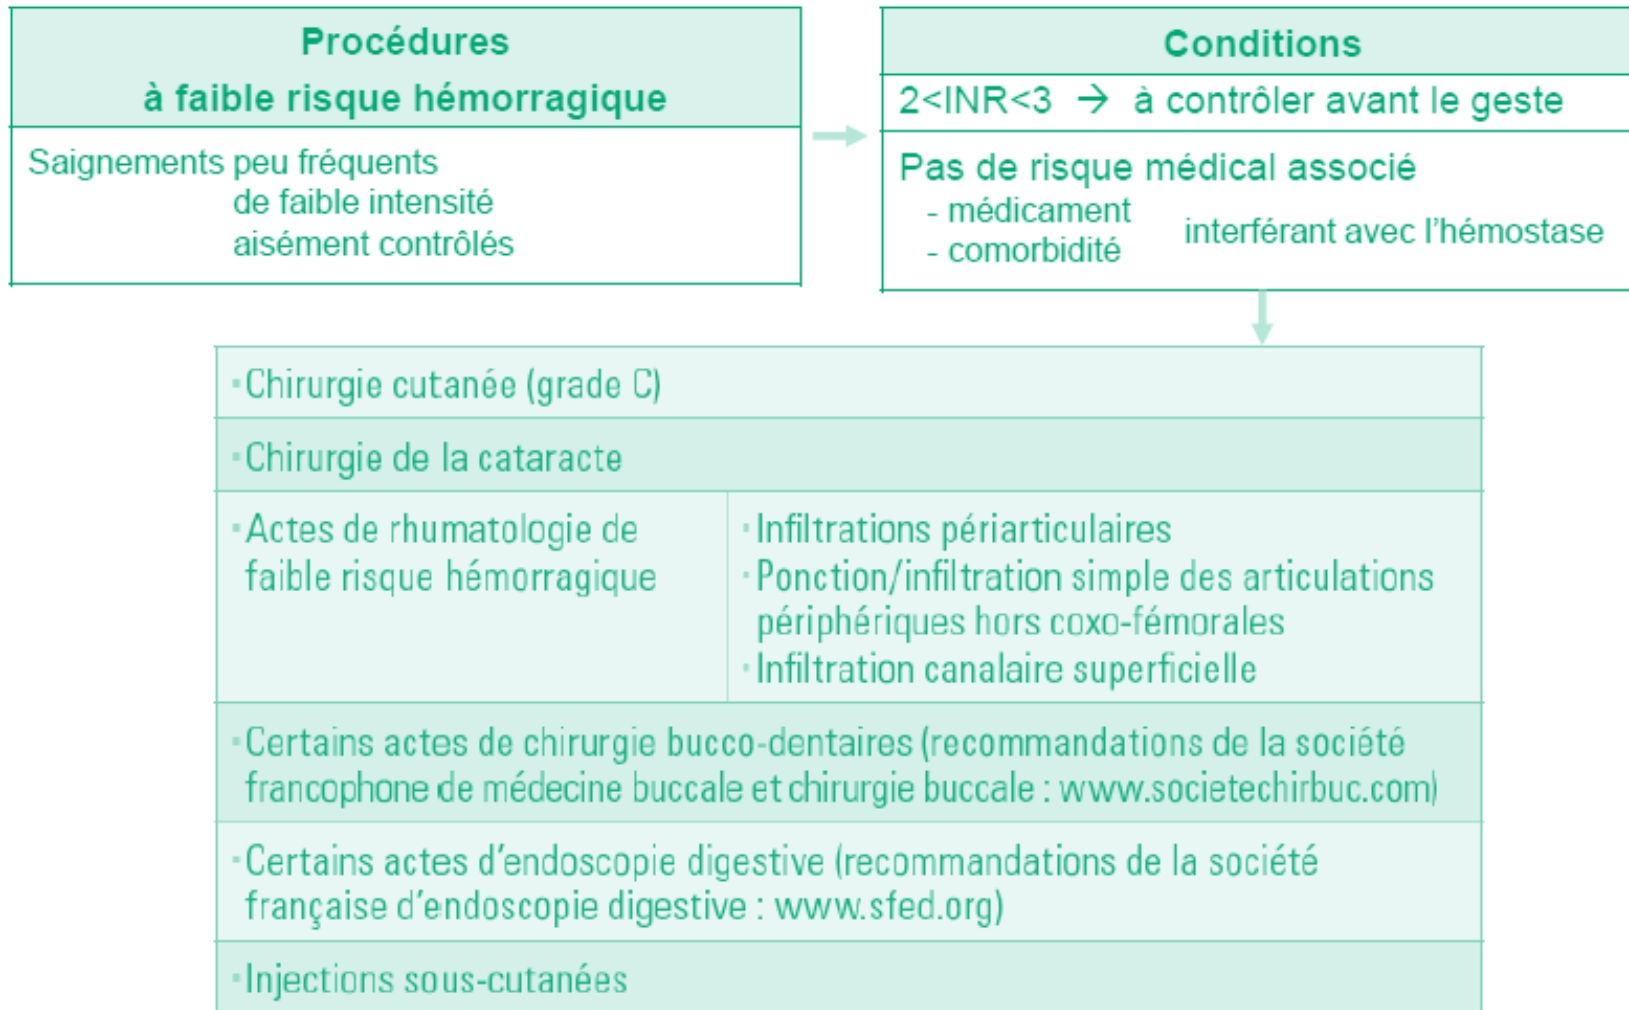 Procédures
à faible risque hémorragique
Saignements peu fréquents
de faible intensité
aisément contrôlés
Conditions
2<INR<3 → à contrôler avant le geste
Pas de risque médical associé
- médicament
- comorbidité
interférant avec l'hémostase
▪Chirurgie cutanée (grade C)
▪Chirurgie de la cataracte
▪Actes de rhumatologie de
faible risque hémorragique
▪Infiltrations périarticulaires
▪Ponction/infiltration simple des articulations
périphériques hors coxo-fémorales
▪Infiltration canalaire superficielle
▪Certains actes de chirurgie bucco-dentaires (recommandations de la société
francophone de médecine buccale et chirurgie buccale : www.societechirbuc.com)
▪Certains actes d'endoscopie digestive (recommandations de la société
française d'endoscopie digestive : www.sfed.org)
▪Injections sous-cutanées